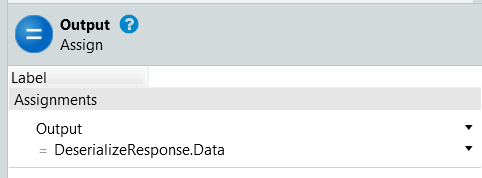 Output
Assign
Label
Assignments
Output
= DeserializeResponse.Data